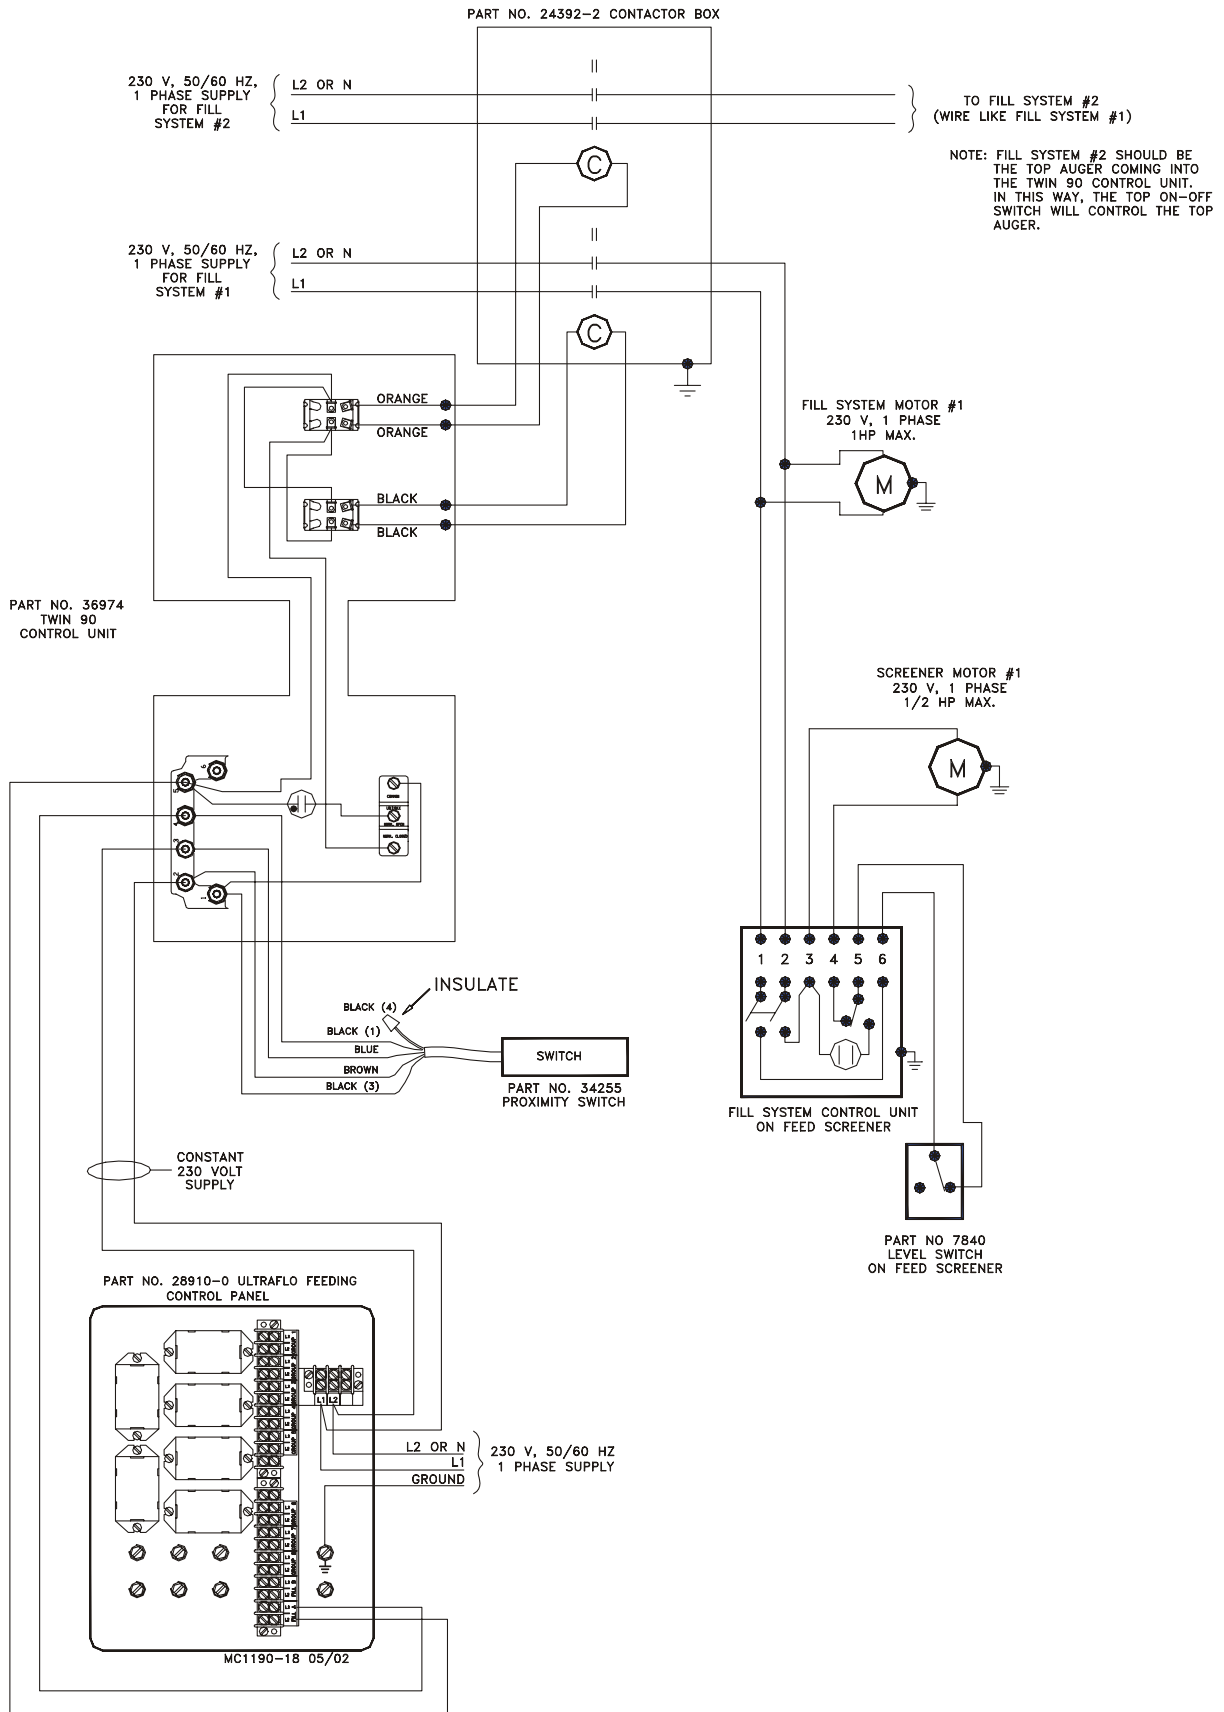 PART NO. 24392-2 CONTACTOR BOX
230 V, 50/60 HZ,
1 PHASE SUPPLY
FOR FILL
SYSTEM #2
L2 OR N
L1
TO FILL SYSTEM #2
(WIRE LIKE FILL SYSTEM #1)
NOTE: FILL SYSTEM #2 SHOULD BE
THE TOP AUGER COMING INTO
THE TWIN 90 CONTROL UNIT.
IN THIS WAY, THE TOP ON-OFF
SWITCH WILL CONTROL THE TOP
AUGER.
C
230 V, 50/60 HZ,
1 PHASE SUPPLY
FOR FILL
SYSTEM #1
L2 OR N
L1
C
ORANGE
ORANGE
BLACK
BLACK
FILL SYSTEM MOTOR #1
230 V, 1 PHASE
1HP MAX.
M
PART NO. 36974
TWIN 90
CONTROL UNIT
SCREENER MOTOR #1
230 V, 1 PHASE
1/2 HP MAX.
M
6
5
4
3
2
1
1 2 3 4 5 6
INSULATE
BLACK (4)
BLACK (1)
BLUE
BROWN
BLACK (3)
SWITCH
PART NO. 34255
PROXIMITY SWITCH
FILL SYSTEM CONTROL UNIT
ON FEED SCREENER
CONSTANT
230 VOLT
SUPPLY
PART NO 7840
LEVEL SWITCH
ON FEED SCREENER
PART NO. 28910-0 ULTRAFLO FEEDING
CONTROL PANEL
L1 L2
L2 OR N
L1
GROUND
230 V, 50/60 HZ
1 PHASE SUPPLY
MC1190-18 05/02